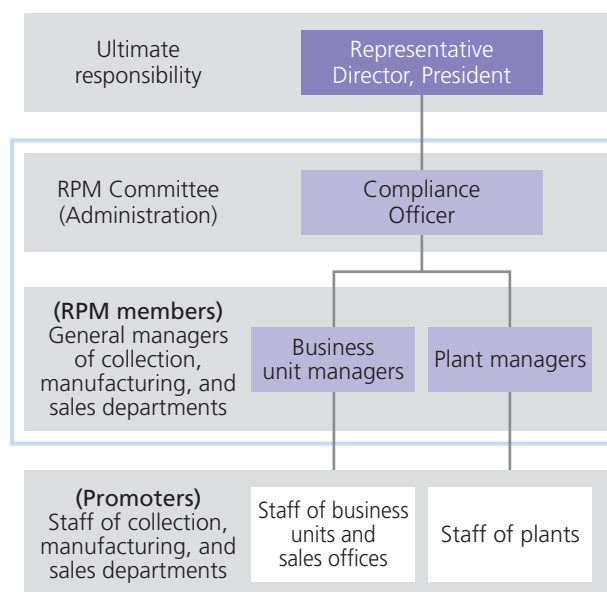 Ultimate
responsibility
Representative
Director, President
RPM Committee
(Administration)
Compliance
Officer
(RPM members)
General managers
of collection,
manufacturing, and
sales departments
Business
unit managers
Plant managers
(Promoters)
Staff of collection,
manufacturing, and
sales departments
Staff of business
units and
sales offices
Staff of plants